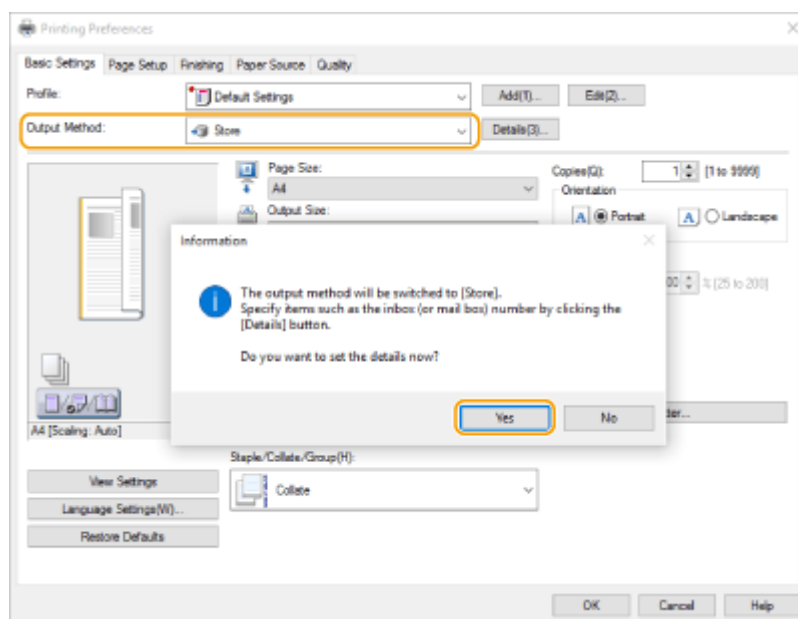 Printing Preferences
Basic Settings Page Setup Finishing Paper Source Quality
Profile: Default Settings Add(1)... Edit(2)...
Output Method: Store Details(3)...
Page Size: Copies(Q): 1 [1 to 9999]
A4 Orientation
Output Size: A Portrait A Landscape
Information
00 % [25 to 200]
The output method will be switched to [Store].
Specify items such as the inbox (or mail box) number by clicking the
[Details] button.
Do you want to set the details now?
Yes No
A4 [Scaling: Auto]
Staple/Collate/Group(H):
View Settings
Collate
Language Settings(W)...
Restore Defaults
OK Cancel Help